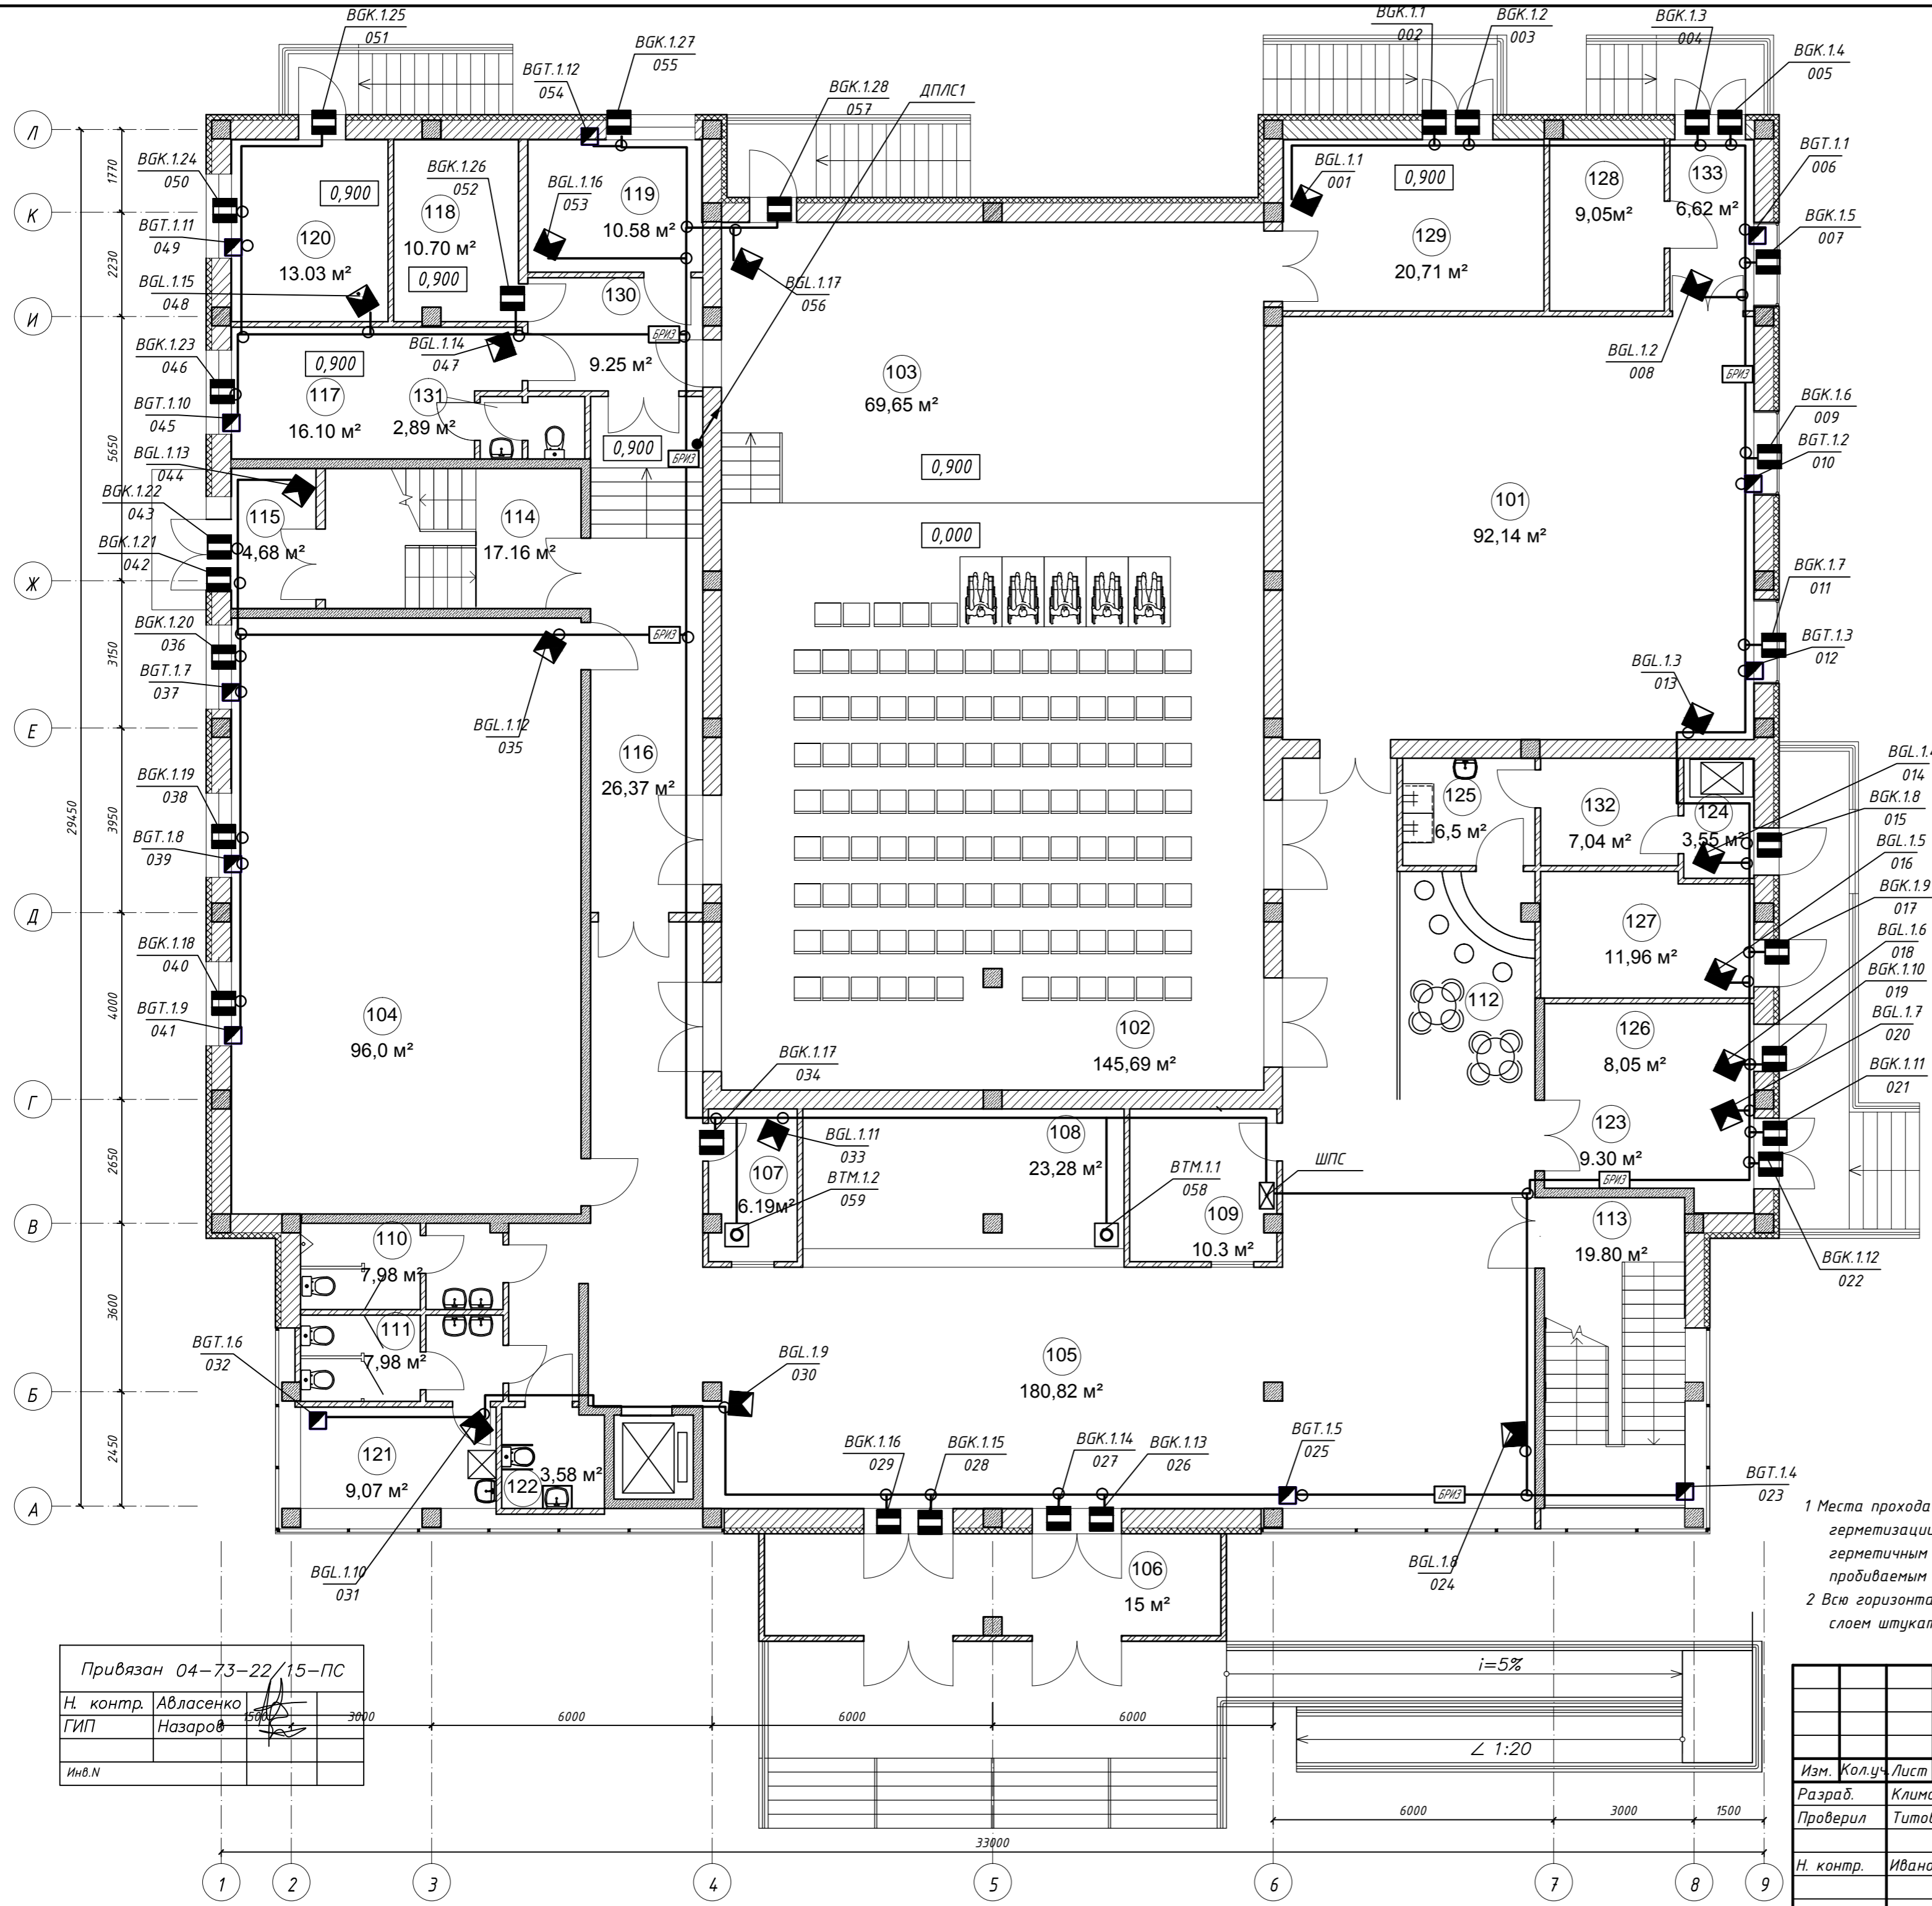 BGK.1.25
051
BGK.1.27
055
BGT.1.12
054
BGK.1.28
057
ДПЛС1
BGK.1.1
002
BGK.1.2
003
BGK.1.3
004
BGK.1.4
005
Л
К
И
Ж
Е
Д
Г
В
Б
А
1770
2230
5650
3150
3950
4000
2650
3600
2450
29450
BGK.1.24
050
BGT.1.11
049
BGL.1.15
048
BGK.1.23
046
BGT.1.10
045
BGL.1.13
044
BGK.1.22
043
BGK.1.21
042
BGK.1.20
036
BGT.1.7
037
BGK.1.19
038
BGT.1.8
039
BGK.1.18
040
BGT.1.9
041
BGK.1.26
052
BGL.1.16
053
BGL.1.14
047
BGL.1.17
056
BGL.1.12
035
0,900
120
13.03 м²
118
10.70 м²
0,900
119
10.58 м²
130
9.25 м²
БРИЗ
0,900
117
16.10 м²
131
2,89 м²
0,900
БРИЗ
115
4,68 м²
114
17.16 м²
БРИЗ
116
26,37 м²
104
96,0 м²
103
69,65 м²
0,900
0,000
102
145,69 м²
BGL.1.1
001
0,900
129
20,71 м²
128
9,05м²
133
6,62 м²
BGT.1.1
006
BGK.1.5
007
BGL.1.2
008
БРИЗ
BGK.1.6
009
BGT.1.2
010
101
92,14 м²
BGK.1.7
011
BGT.1.3
012
BGL.1.3
013
014
BGK.1.8
015
BGL.1.5
016
BGK.1.9
017
BGL.1.6
018
BGK.1.10
019
BGL.1.7
020
BGK.1.11
021
BGK.1.12
022
125
6,5 м²
132
7,04 м²
124
3,55 м²
127
11,96 м²
112
126
8,05 м²
123
9.30 м²
БРИЗ
113
19.80 м²
BGK.1.17
034
BGL.1.11
033
BTM.1.2
059
107
6.19м²
108
23,28 м²
BTM.1.1
058
ШПС
109
10.3 м²
110
7,98 м²
111
7,98 м²
BGT.1.6
032
BGL.1.9
030
105
180,82 м²
121
9,07 м²
122
3,58 м²
BGL.1.10
031
BGK.1.16
029
BGK.1.15
028
BGK.1.14
027
BGK.1.13
026
BGT.1.5
025
БРИЗ
BGL.1.8
024
BGT.1.4
023
106
15 м²
1 Места прохода
герметизаци
герметичным
пробиваемым
2 Всю горизонта
слоем штукат
Привязан 04-73-22/15-ПС
Н. контр. Авласенко
ГИП Назаров
Инв.N
1500
3000
6000
6000
6000
i=5%
∠ 1:20
6000
3000
1500
33000
1
2
3
4
5
6
7
8
9
Изм. Кол.уч. Лист
Разраб.
Проверил
Н. контр.